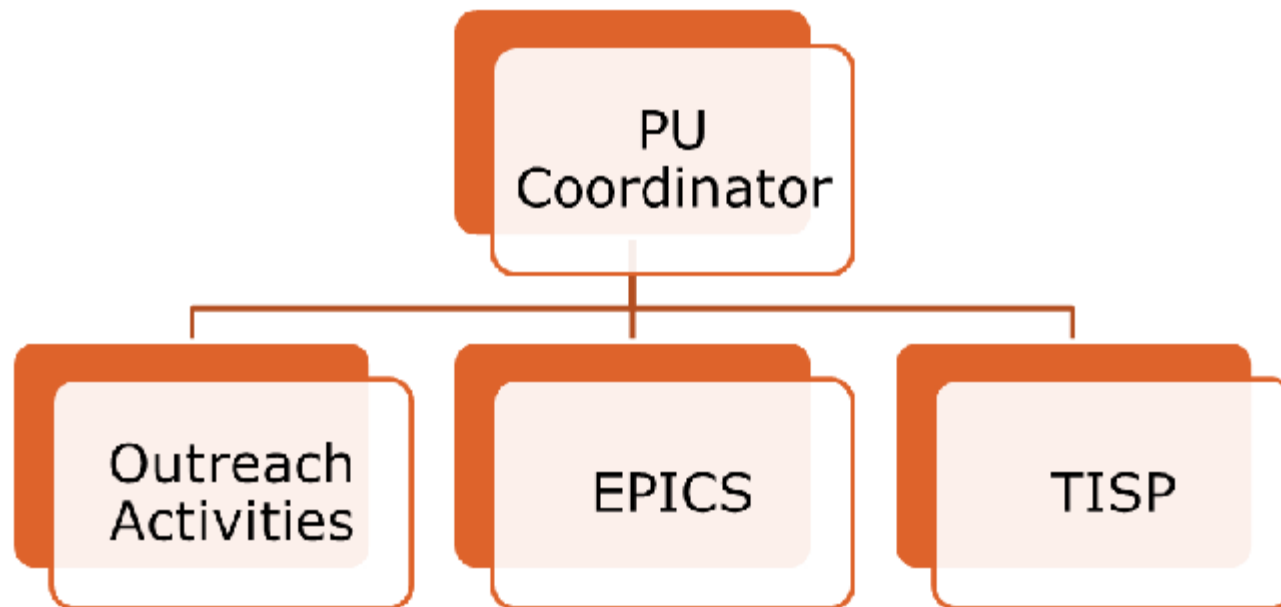 PU
Coordinator
Outreach
Activities
EPICS
TISP